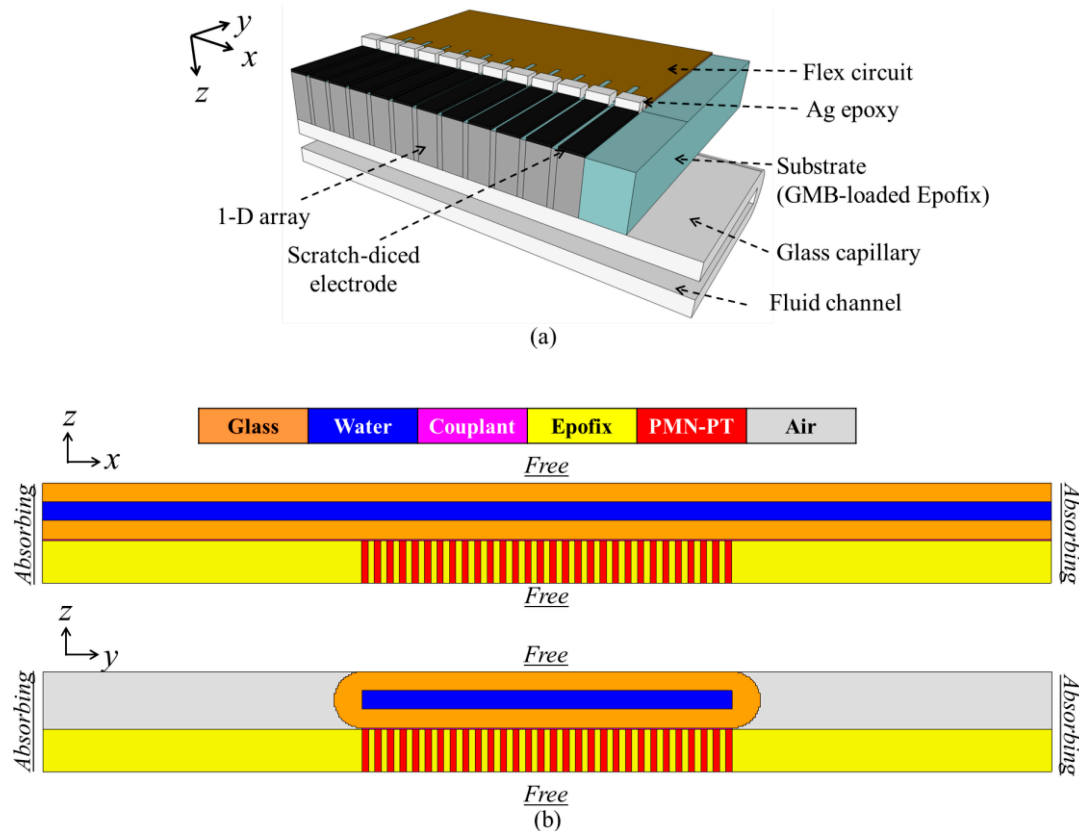 y
x
z
Flex circuit
Ag epoxy
Substrate
(GMB-loaded Epofix)
1-D array
Scratch-diced
electrode
Glass capillary
Fluid channel
(a)
Glass Water Couplant Epofix PMN-PT Air
z
x
Free
Absorbing
Absorbing
Free
z
y
Free
Absorbing
Absorbing
Free
(b)